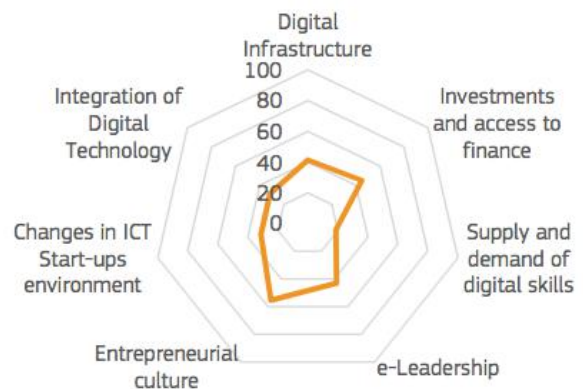 Digital
Infrastructure
100
80
60
40
20
0
Investments
and access to
finance
Supply and
demand of
digital skills
e-Leadership
Entrepreneurial
culture
Changes in ICT
Start-ups
environment
Integration of
Digital
Technology